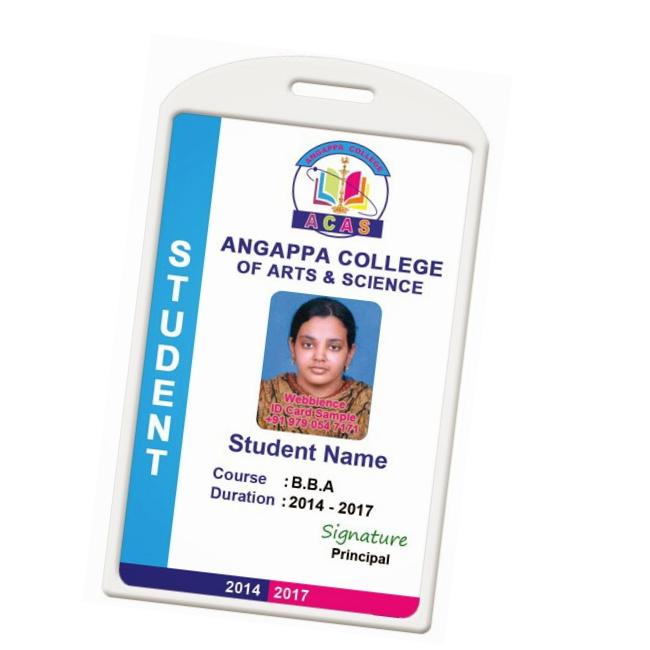 ANGAPPA COLLEGE
ACAS
ANGAPPA COLLEGE
OF ARTS & SCIENCE
STUDENT
Webbience
ID Card Sample
+91 979 054 7171
Student Name
Course : B.B.A
Duration : 2014 - 2017
Signature
Principal
2014 2017